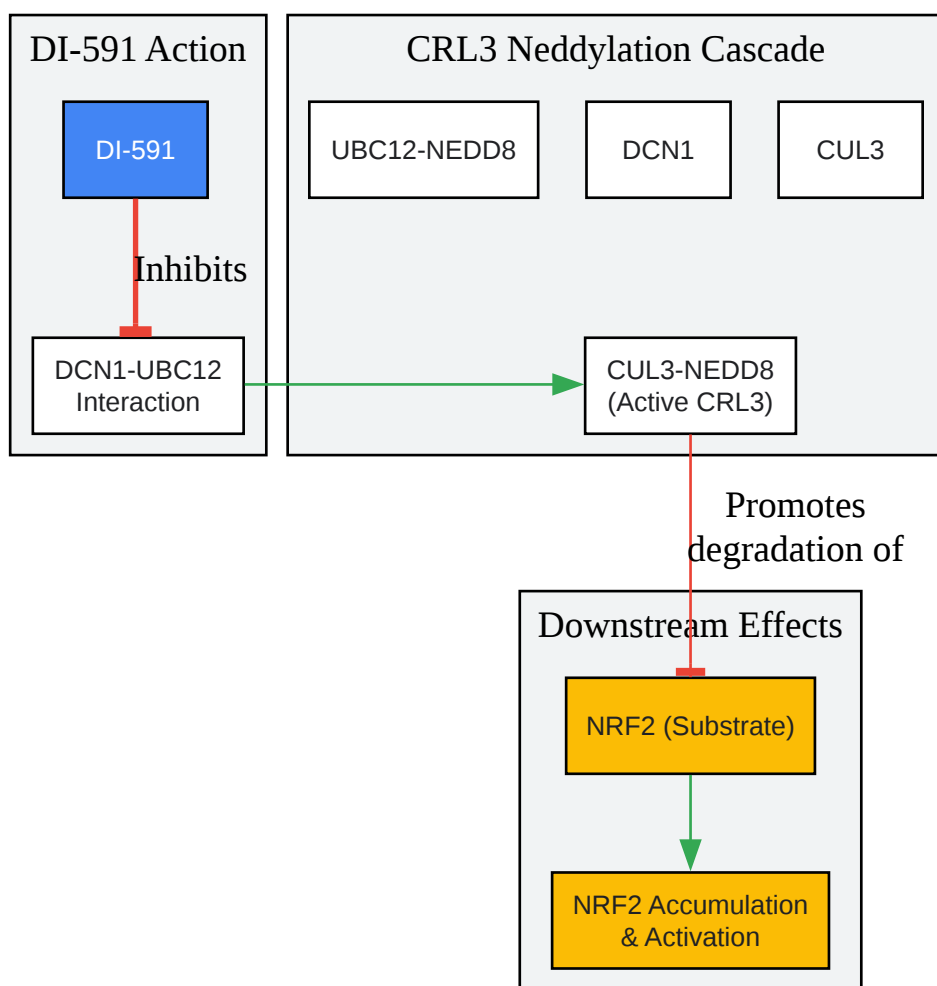 DI-591 Action
DI-591
Inhibits
DCN1-UBC12
Interaction
CRL3 Neddylation Cascade
UBC12-NEDD8
DCN1
CUL3
CUL3-NEDD8
(Active CRL3)
Promotes
degradation of
Downstream Effects
NRF2 (Substrate)
NRF2 Accumulation
& Activation